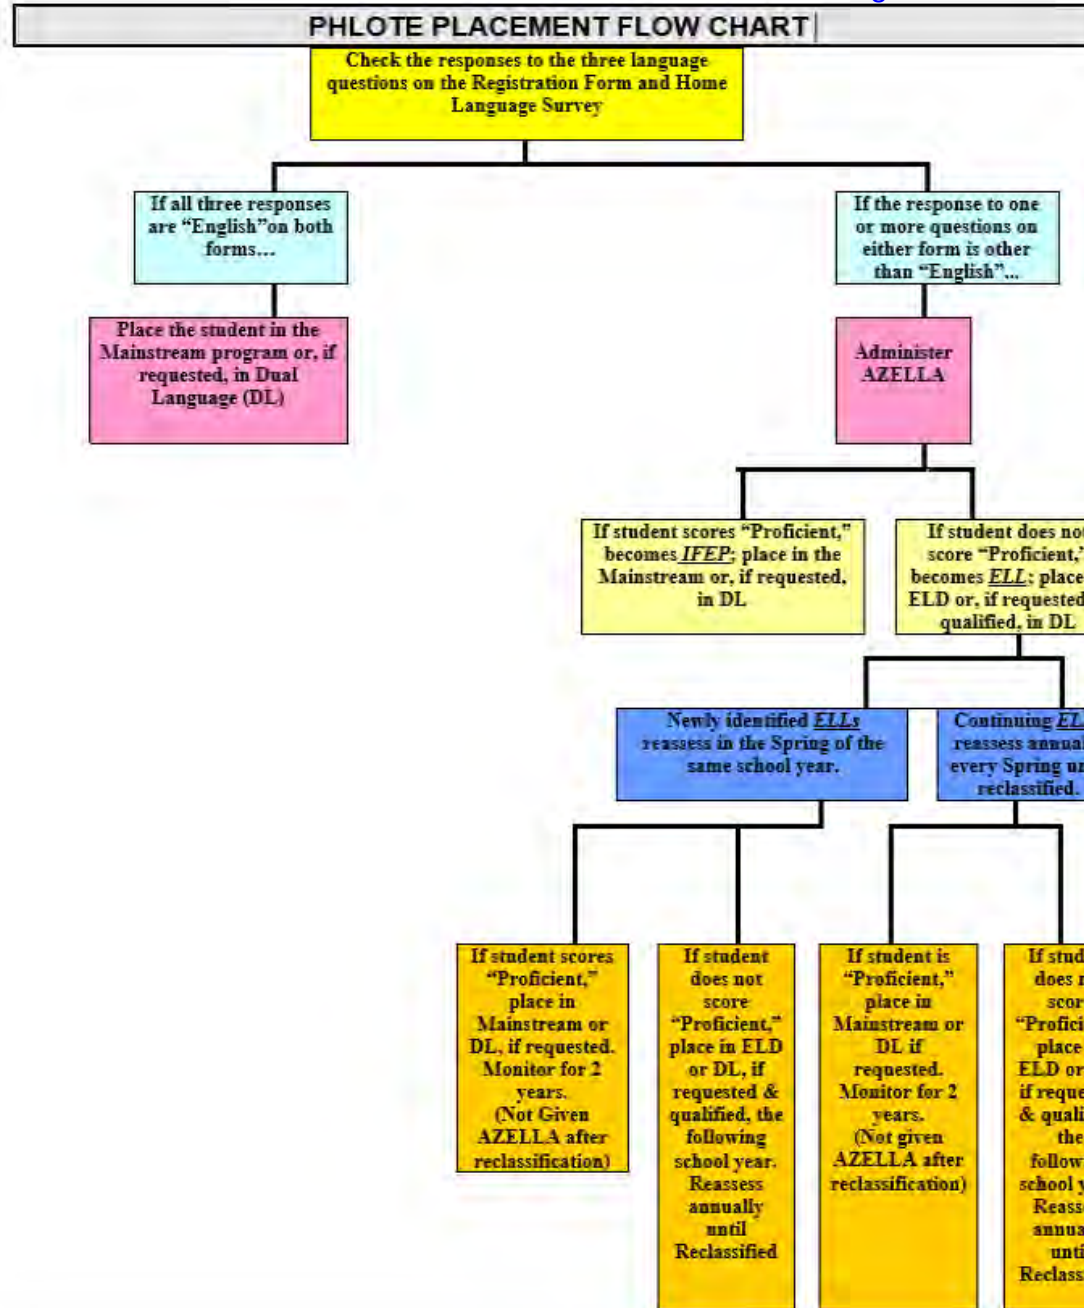 PHLOTE PLACEMENT FLOW CHART
Check the responses to the three language
questions on the Registration Form and Home
Language Survey
If all three responses
are “English”on both
forms...
If the response to one
or more questions on
either form is other
than “English”...
Place the student in the
Mainstream program or, if
requested, in Dual
Language (DL)
Administer
AZELLA
If student scores “Proficient,”
becomes IFEP; place in the
Mainstream or, if requested,
in DL
If student does not
score “Proficient,”
becomes ELL; place
ELD or, if requested
qualified, in DL
Newly identified ELLs
reassess in the Spring of the
same school year.
Continuing
reassess
every Spring
reclassified.
If student scores
“Proficient,”
place in
Mainstream or
DL, if requested.
Monitor for 2
years.
(Not Given
AZELLA after
reclassification)
If student
does not
score
“Proficient,”
place in ELD
or DL, if
requested &
qualified, the
following
school year.
Reassess
annually
until
Reclassified
If student is
“Proficient,”
place in
Mainstream or
DL if
requested.
Monitor for 2
years.
(Not given
AZELLA after
reclassification)
If
does
place
ELD or
if
&
the
school